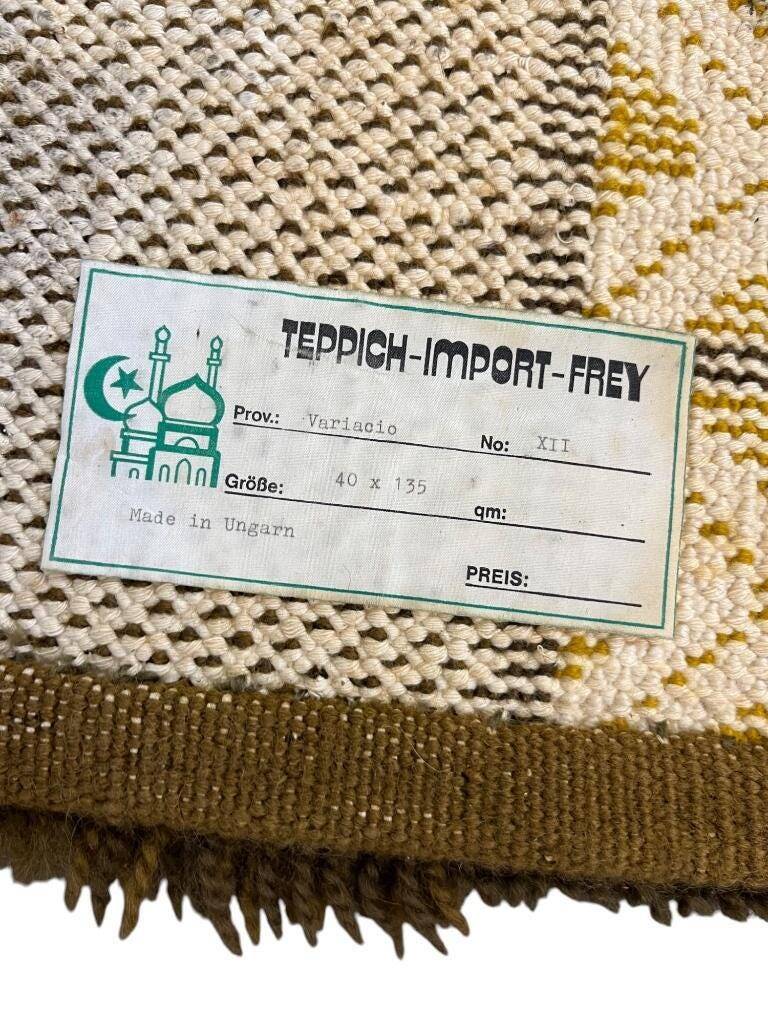 TEPPICH-IMPORT-FREY
Prov.: Variacio No: XII
Größe: 40 x 135 qm:
Made in Ungarn
PREIS: